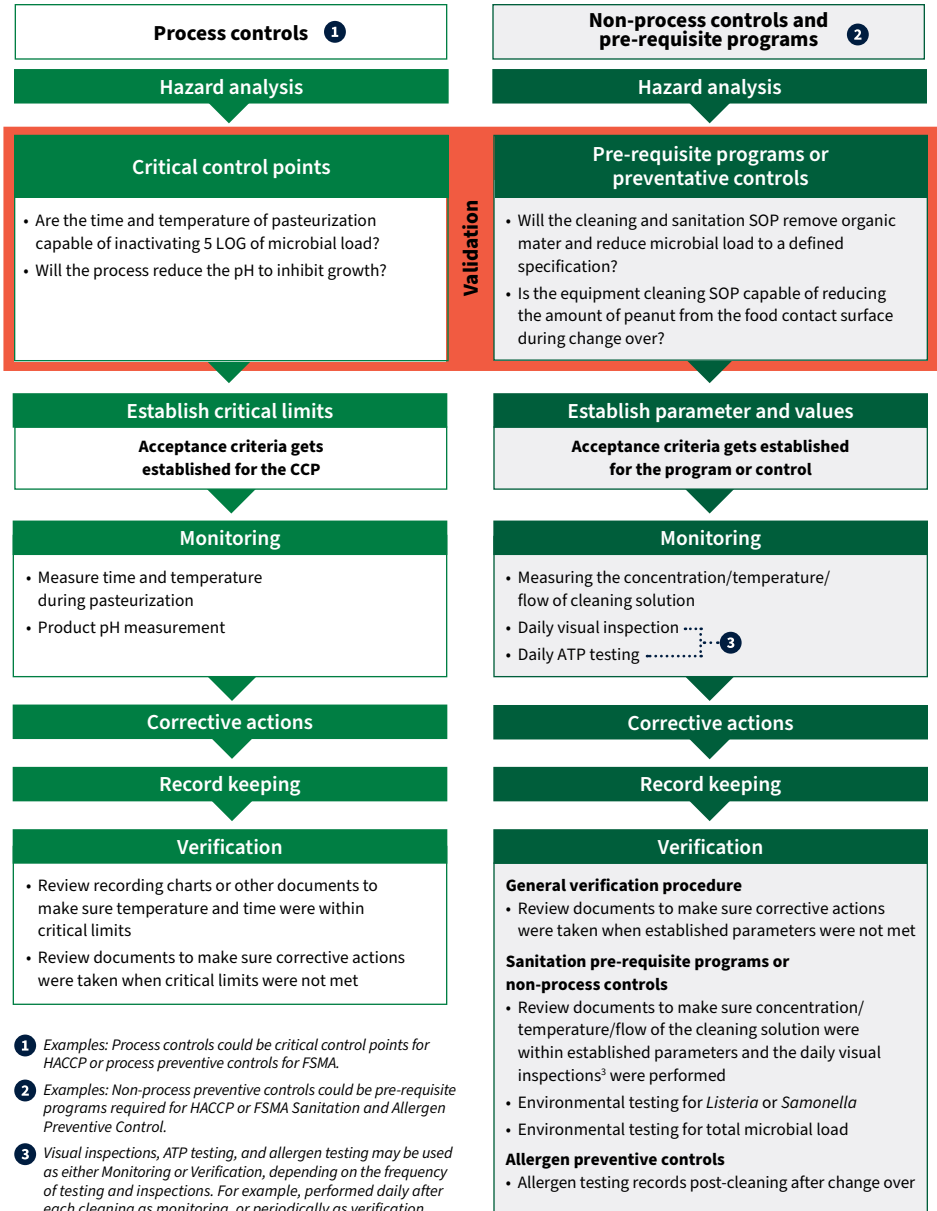 Process controls 1
Hazard analysis
Critical control points
• Are the time and temperature of pasteurization
capable of inactivating 5 LOG of microbial load?
• Will the process reduce the pH to inhibit growth?
Validation
Establish critical limits
Acceptance criteria gets
established for the CCP
Monitoring
• Measure time and temperature
during pasteurization
• Product pH measurement
Corrective actions
Record keeping
Verification
• Review recording charts or other documents to
make sure temperature and time were within
critical limits
• Review documents to make sure corrective actions
were taken when critical limits were not met
Non-process controls and
pre-requisite programs 2
Hazard analysis
Pre-requisite programs or
preventative controls
• Will the cleaning and sanitation SOP remove organic
mater and reduce microbial load to a defined
specification?
• Is the equipment cleaning SOP capable of reducing
the amount of peanut from the food contact surface
during change over?
Establish parameter and values
Acceptance criteria gets established
for the program or control
Monitoring
• Measuring the concentration/temperature/
flow of cleaning solution
• Daily visual inspection
• Daily ATP testing
3
Corrective actions
Record keeping
Verification
General verification procedure
• Review documents to make sure corrective actions
were taken when established parameters were not met
Sanitation pre-requisite programs or
non-process controls
• Review documents to make sure concentration/
temperature/flow of the cleaning solution were
within established parameters and the daily visual
inspections³ were performed
• Environmental testing for Listeria or Samonella
• Environmental testing for total microbial load
Allergen preventive controls
• Allergen testing records post-cleaning after change over
1 Examples: Process controls could be critical control points for
HACCP or process preventive controls for FSMA.
2 Examples: Non-process preventive controls could be pre-requisite
programs required for HACCP or FSMA Sanitation and Allergen
Preventive Control.
3 Visual inspections, ATP testing, and allergen testing may be used
as either Monitoring or Verification, depending on the frequency
of testing and inspections. For example, performed daily after
each cleaning as monitoring, or periodically as verification